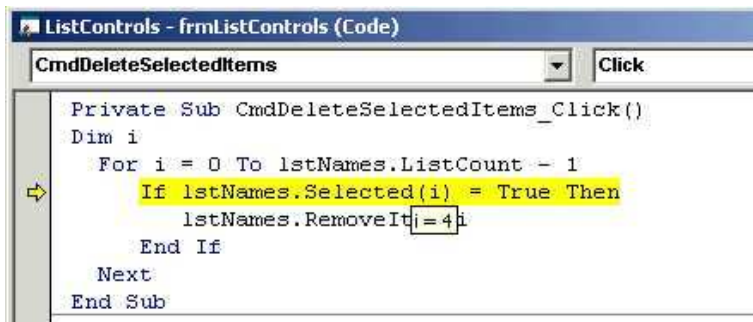 ListControls - frmListControls (Code)
CmdDeleteSelectedItems Click
Private Sub CmdDeleteSelectedItems_Click()
Dim i
For i = 0 To lstNames.ListCount - 1
If lstNames.Selected(i) = True Then
lstNames.RemoveIt i=4 i
End If
Next
End Sub